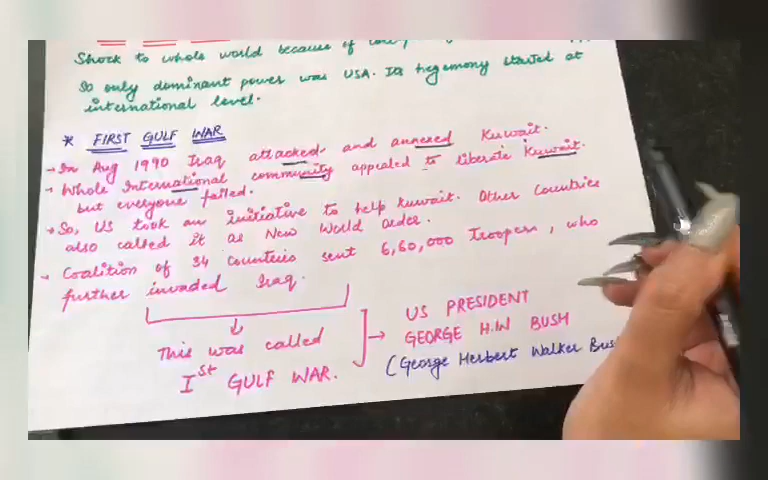 Shock to whole world because if
So only dominant power was USA. Its hegemony started at
international level.
* FIRST GULF WAR
→ In Aug 1990 Iraq attacked and annexed Kuwait.
→ Whole International community appealed to liberate Kuwait.
but everyone failed.
→ So, US took an initiative to help Kuwait. Other Countries
also called it as New World Order.
→ Coalition of 34 Countries sent 6,60,000 Troopers, who
further invaded Iraq.
This was called
Ist GULF WAR.
→ US PRESIDENT
GEORGE H.W BUSH
(George Herbert Walker Bus